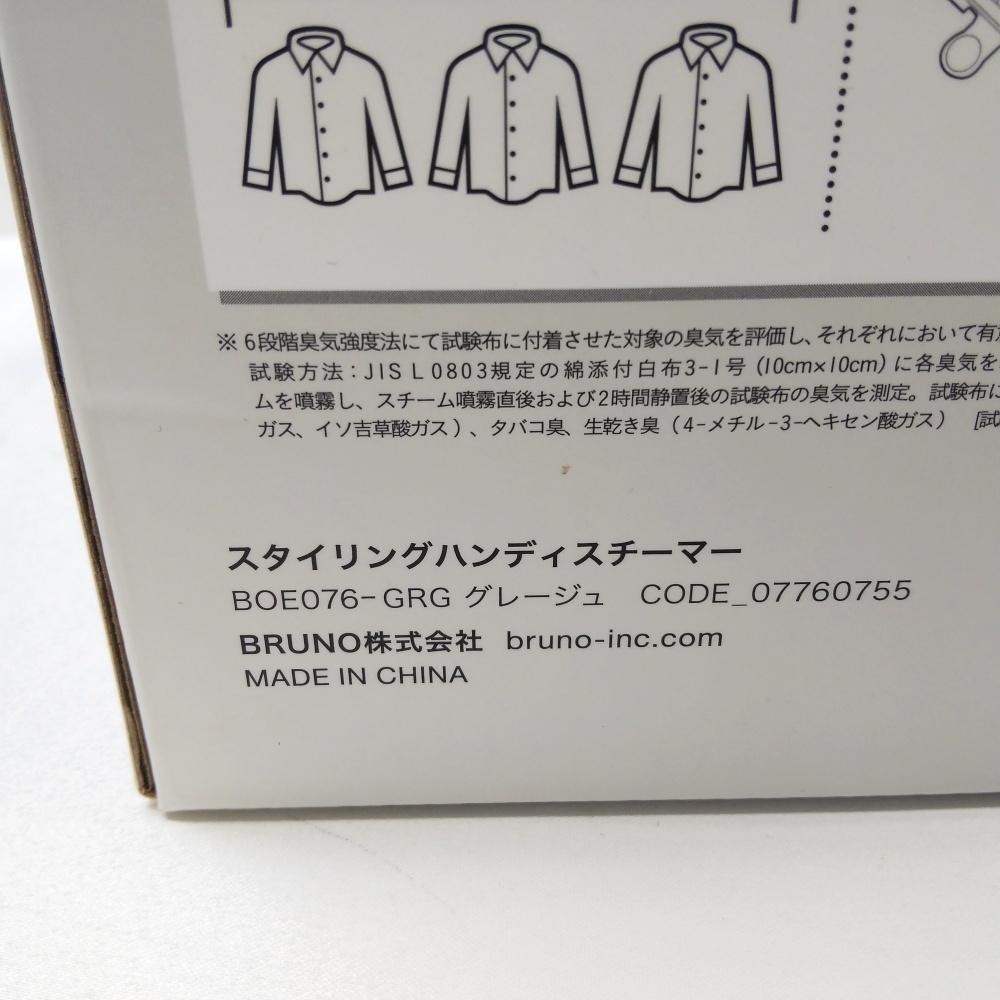 ※ 6段階臭気強度法にて試験布に付着させた対象の臭気を評価し、それぞれにおいて有
試験方法：JIS L 0803規定の綿添付白布3-1号 (10cm×10cm) に各臭気を
ムを噴霧し、スチーム噴霧直後および2時間静置後の試験布の臭気を測定。試験布に
ガス、イソ吉草酸ガス）、タバコ臭、生乾き臭（4-メチル-3-ヘキセン酸ガス） [試
スタイリングハンディスチーマー
BOE076-GRG グレージュ CODE_07760755
BRUNO株式会社 bruno-inc.com
MADE IN CHINA